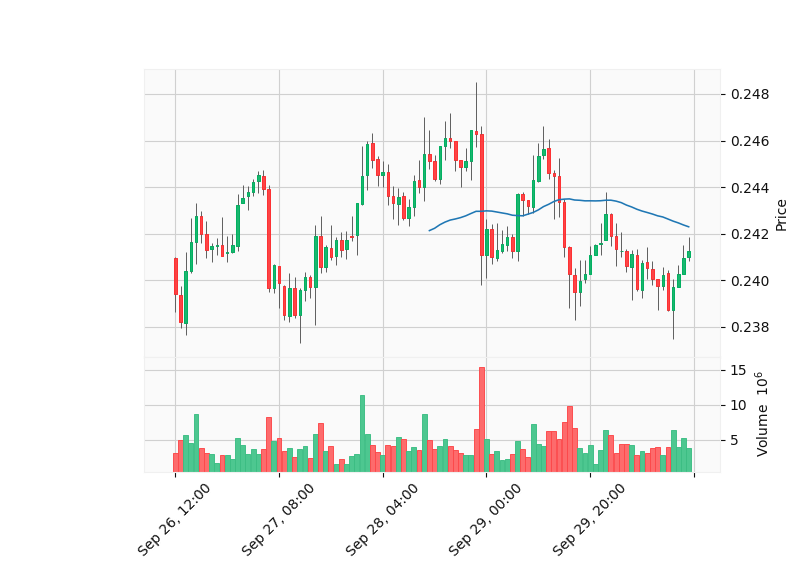 0.248
0.246
0.244
0.242
0.240
0.238
Price
15
10
5
Volume 10^6
Sep 26, 12:00
Sep 27, 08:00
Sep 28, 04:00
Sep 29, 00:00
Sep 29, 20:00